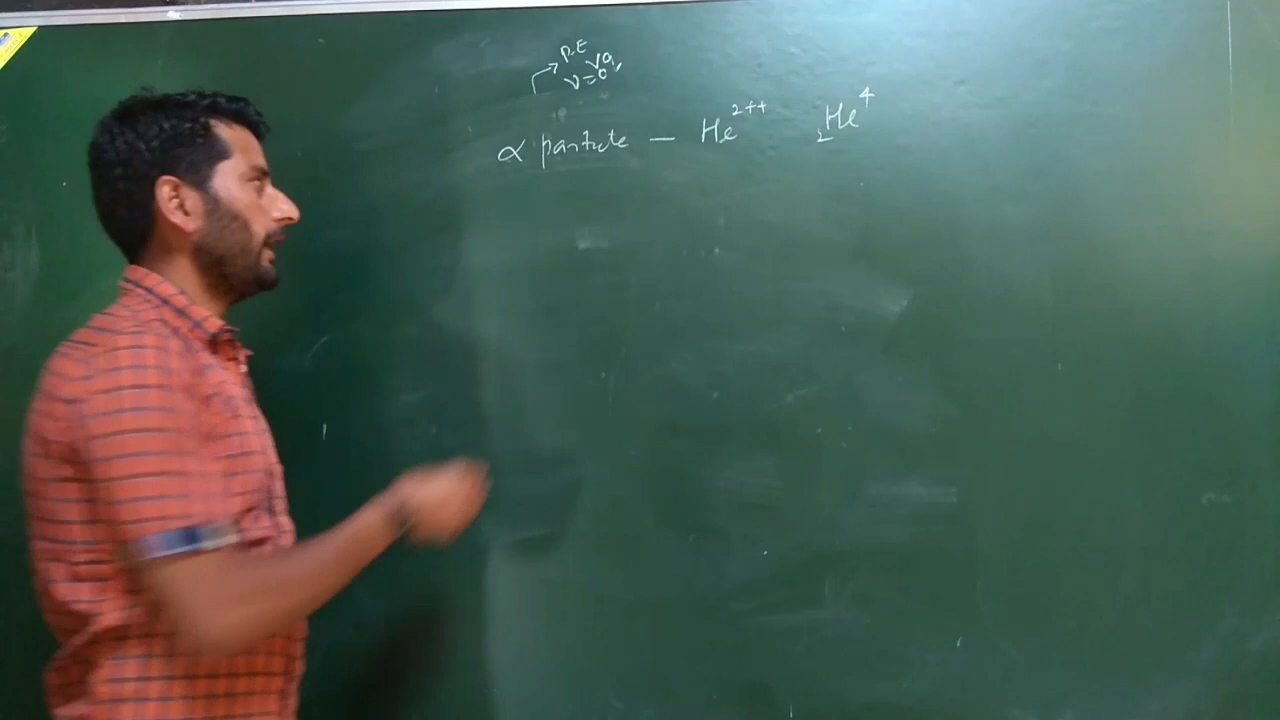 P.E
v=0
α particle – He²⁺⁺ ₂He⁴